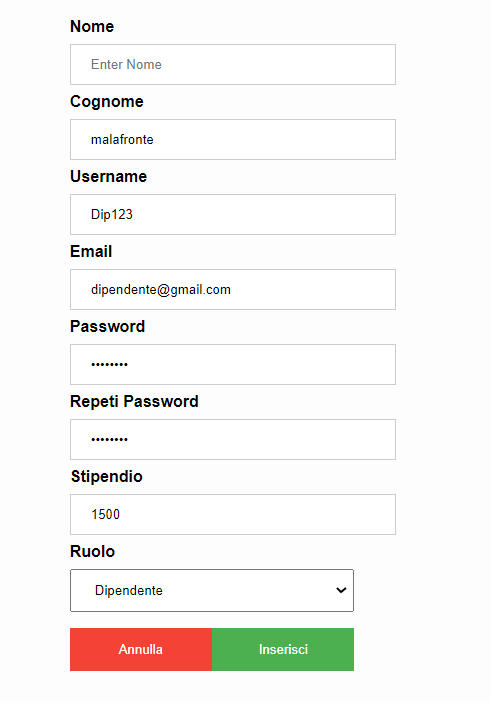 Nome
Enter Nome
Cognome
malafronte
Username
Dip123
Email
dipendente@gmail.com
Password
••••••••
Repeti Password
••••••••
Stipendio
1500
Ruolo
Dipendente
Annulla Inserisci